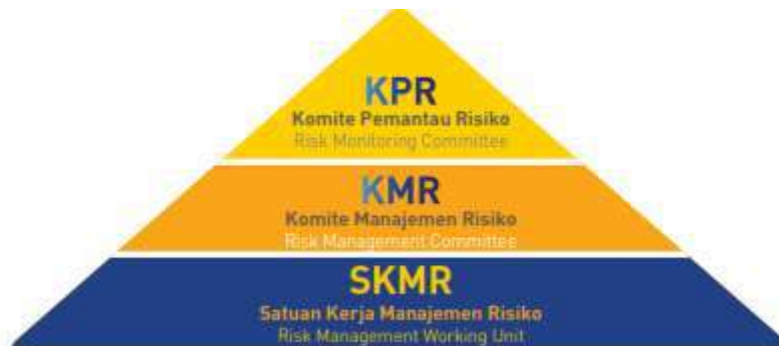 KPR
Komite Pemantau Risiko
Risk Monitoring Committee
KMR
Komite Manajemen Risiko
Risk Management Committee
SKMR
Satuan Kerja Manajemen Risiko
Risk Management Working Unit